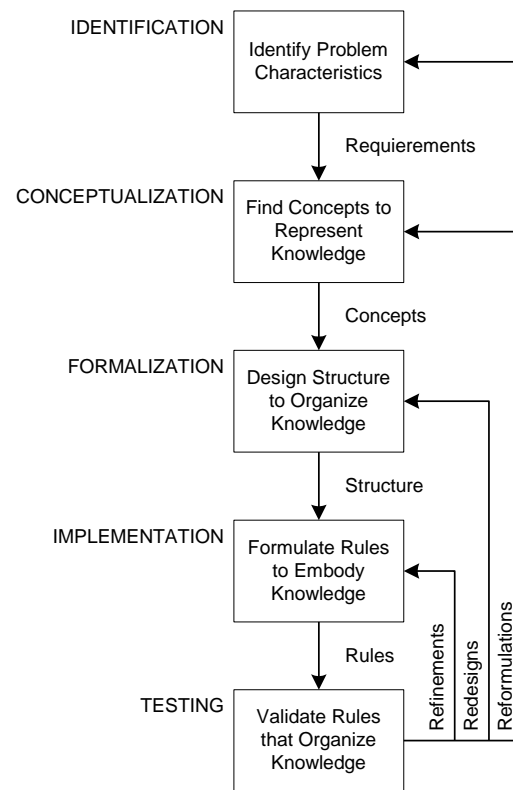 IDENTIFICATION
Identify Problem
Characteristics
Requierements
CONCEPTUALIZATION
Find Concepts to
Represent
Knowledge
Concepts
FORMALIZATION
Design Structure
to Organize
Knowledge
Structure
IMPLEMENTATION
Formulate Rules
to Embody
Knowledge
Rules
Refinements
Redesigns
Reformulations
TESTING
Validate Rules
that Organize
Knowledge